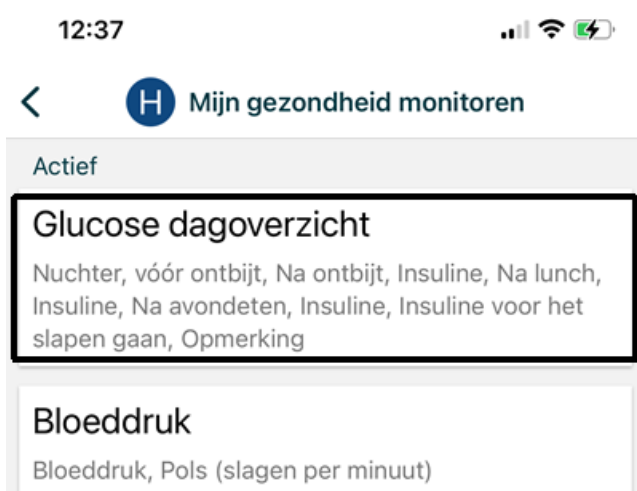 12:37
H Mijn gezondheid monitoren
Actief
Glucose dagoverzicht
Nuchter, vóór ontbijt, Na ontbijt, Insuline, Na lunch,
Insuline, Na avondeten, Insuline, Insuline voor het
slapen gaan, Opmerking
Bloeddruk
Bloeddruk, Pols (slagen per minuut)